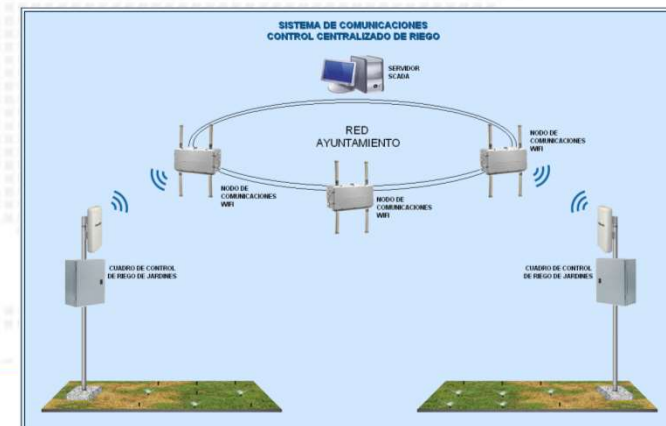 SISTEMA DE COMUNICACIONES
CONTROL CENTRALIZADO DE RIEGO
SERVIDOR
SCADA
RED
AYUNTAMIENTO
NODO DE
COMUNICACIONES
WIFI
NODO DE
COMUNICACIONES
WIFI
NODO DE
COMUNICACIONES
WIFI
CUADRO DE CONTROL
DE RIEGO DE JARDINES
CUADRO DE CONTROL
DE RIEGO DE JARDINES